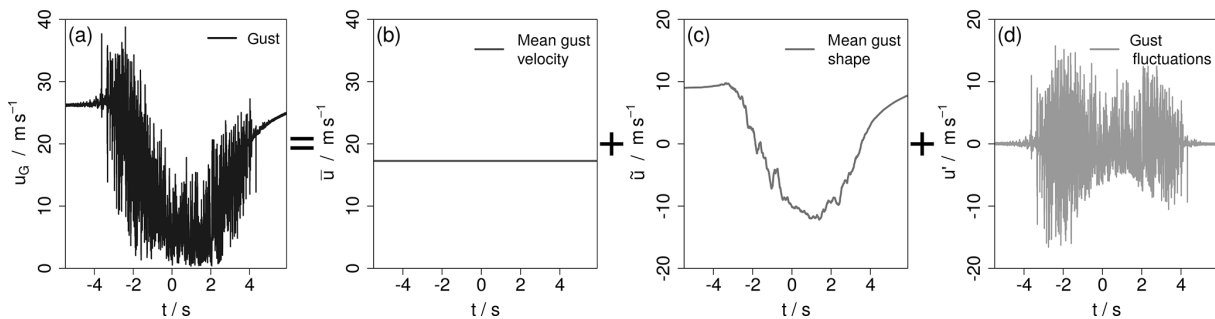 (a)
Gust
u_G / m s⁻¹
0 10 20 30 40
-4 -2 0 2 4
t / s
=
(b)
Mean gust
velocity
u̅ / m s⁻¹
0 10 20 30 40
-4 -2 0 2 4
t / s
+
(c)
Mean gust
shape
ũ / m s⁻¹
-20 -10 0 10 20
-4 -2 0 2 4
t / s
+
(d)
Gust
fluctuations
u' / m s⁻¹
-20 -10 0 10 20
-4 -2 0 2 4
t / s